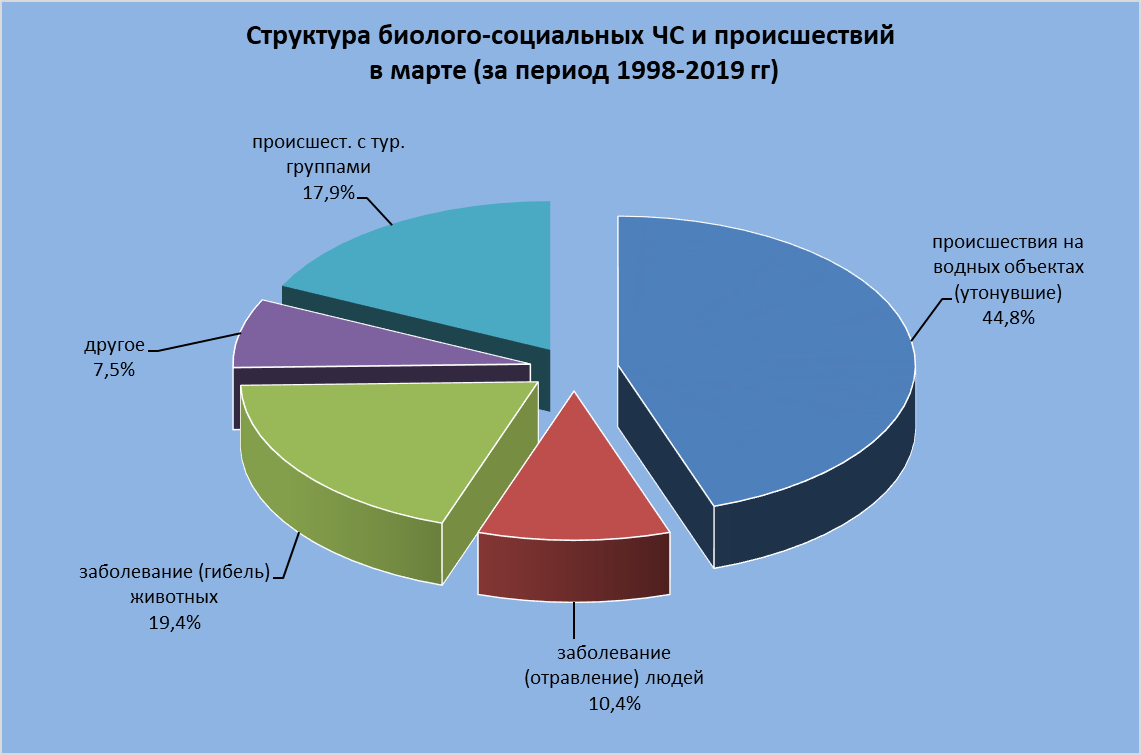 Структура биолого-социальных ЧС и происшествий
в марте (за период 1998-2019 гг)
происшест. с тур.
группами
17,9%
происшествия на
водных объектах
(утонувшие)
44,8%
другое
7,5%
заболевание (гибель)
животных
19,4%
заболевание
(отравление) людей
10,4%